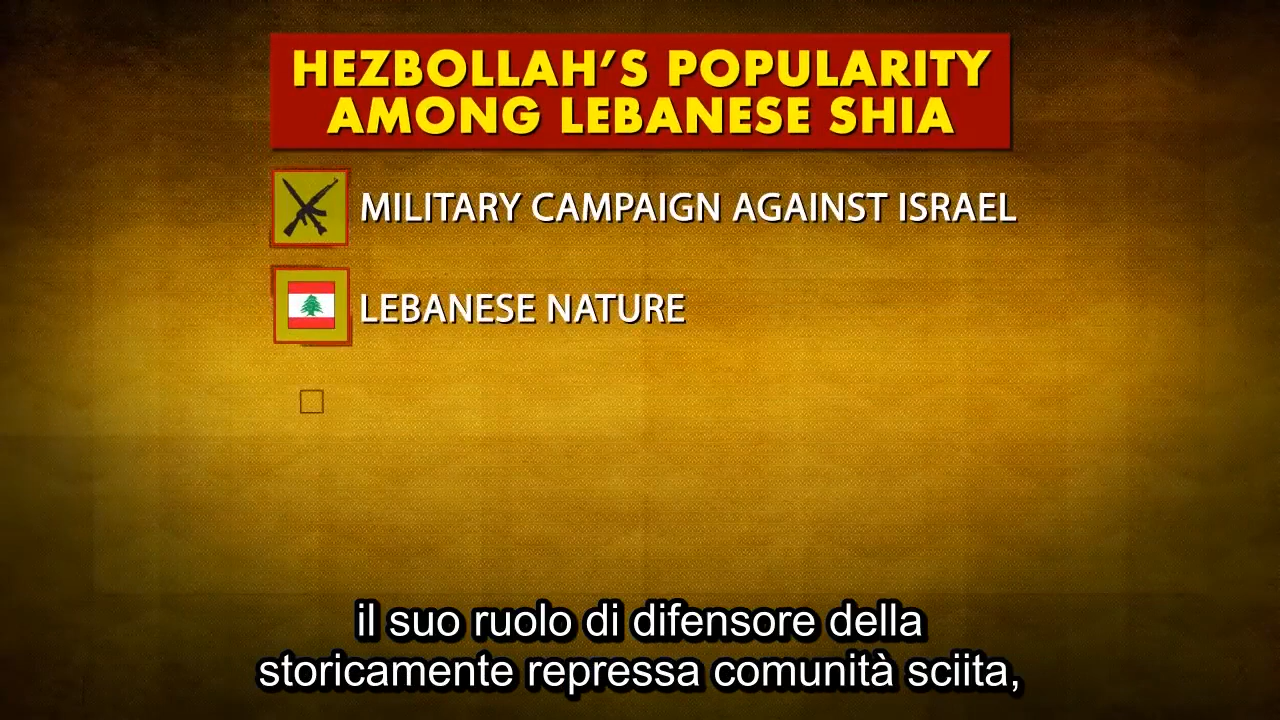 HEZBOLLAH'S POPULARITY
AMONG LEBANESE SHIA
MILITARY CAMPAIGN AGAINST ISRAEL
LEBANESE NATURE
il suo ruolo di difensore della
storicamente repressa comunità sciita,